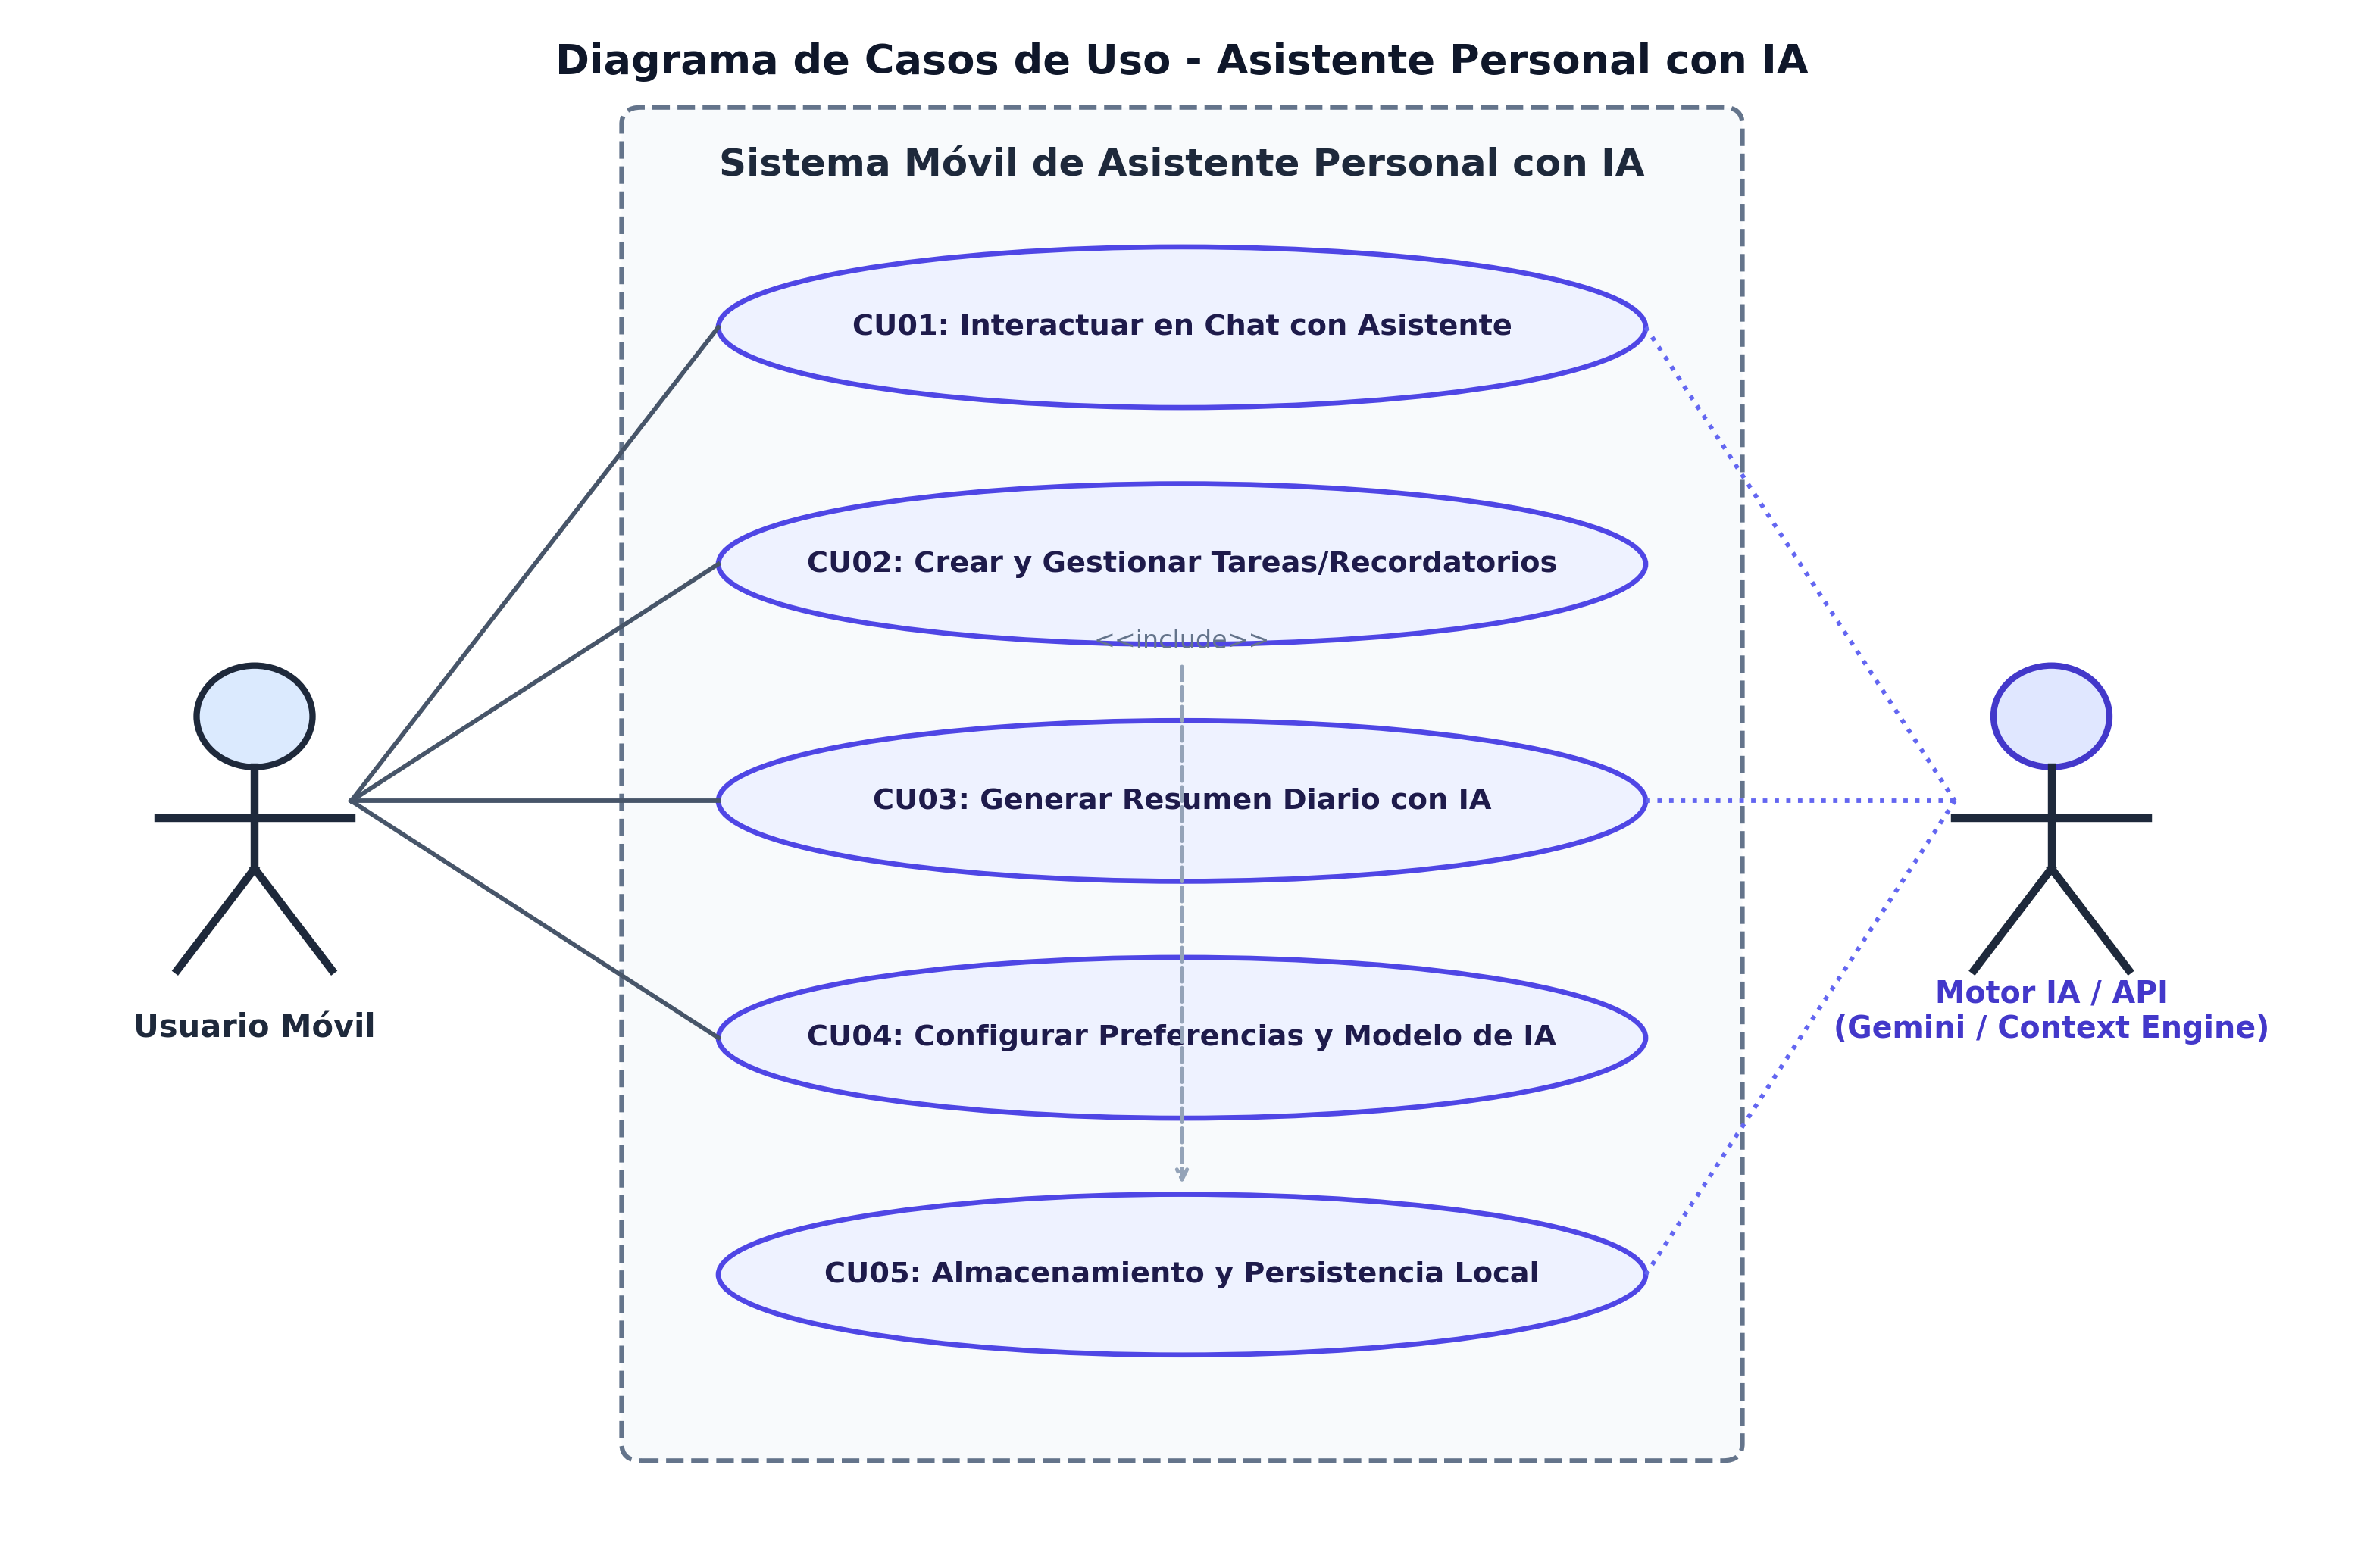 Diagrama de Casos de Uso - Asistente Personal con IA
Sistema Móvil de Asistente Personal con IA
CU01: Interactuar en Chat con Asistente
CU02: Crear y Gestionar Tareas/Recordatorios
<<include>>
CU03: Generar Resumen Diario con IA
CU04: Configurar Preferencias y Modelo de IA
CU05: Almacenamiento y Persistencia Local
Usuario Móvil
Motor IA / API
(Gemini / Context Engine)